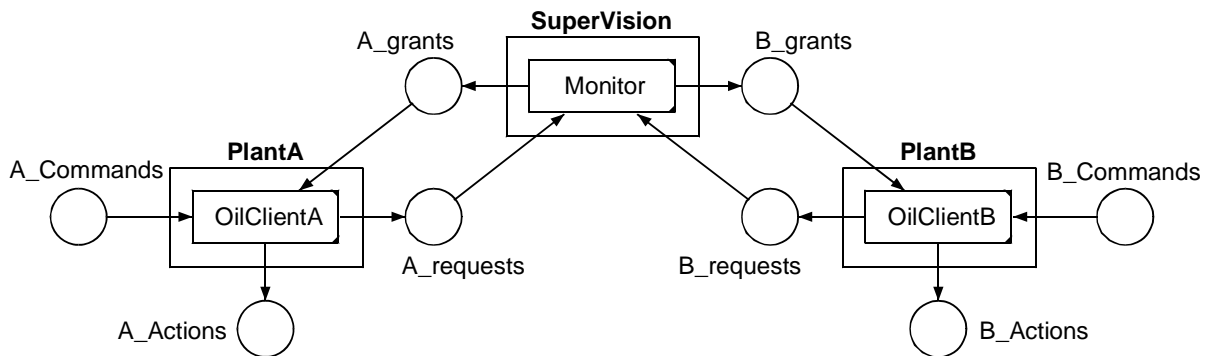 SuperVision
A_grants
B_grants
Monitor
PlantA
PlantB
A_Commands
B_Commands
OilClientA
OilClientB
A_requests
B_requests
A_Actions
B_Actions